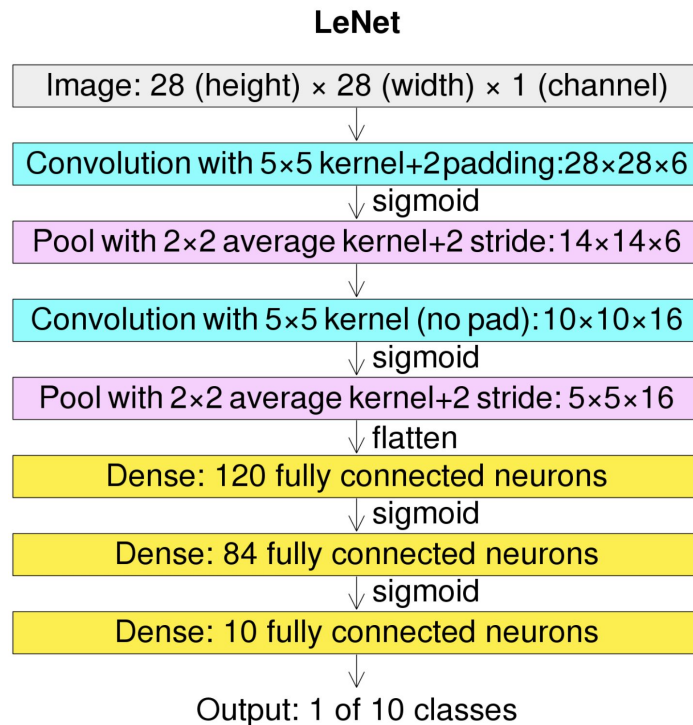 LeNet
Image: 28 (height) × 28 (width) × 1 (channel)
Convolution with 5×5 kernel+2padding:28×28×6
sigmoid
Pool with 2×2 average kernel+2 stride:14×14×6
Convolution with 5×5 kernel (no pad):10×10×16
sigmoid
Pool with 2×2 average kernel+2 stride: 5×5×16
flatten
Dense: 120 fully connected neurons
sigmoid
Dense: 84 fully connected neurons
sigmoid
Dense: 10 fully connected neurons
Output: 1 of 10 classes